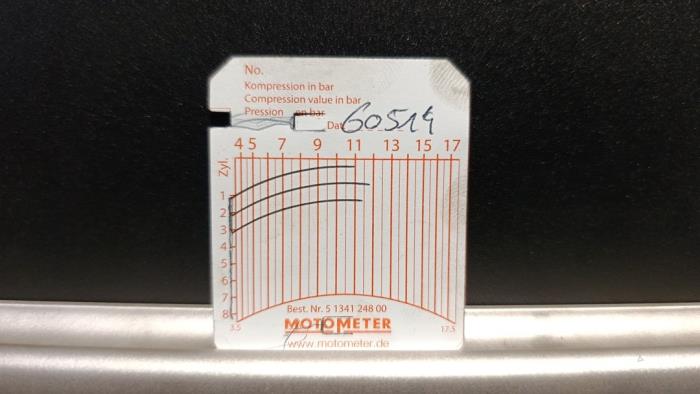 No.
Kompression in bar
Compression value in bar
Pression en bar
Dat. 60514
4 5 7 9 11 13 15 17
Zyl.
1
2
3
4
5
6
7
8
Best. Nr. 5 1341 248 00
3.5 MOTOMETER 17.5
www.motometer.de